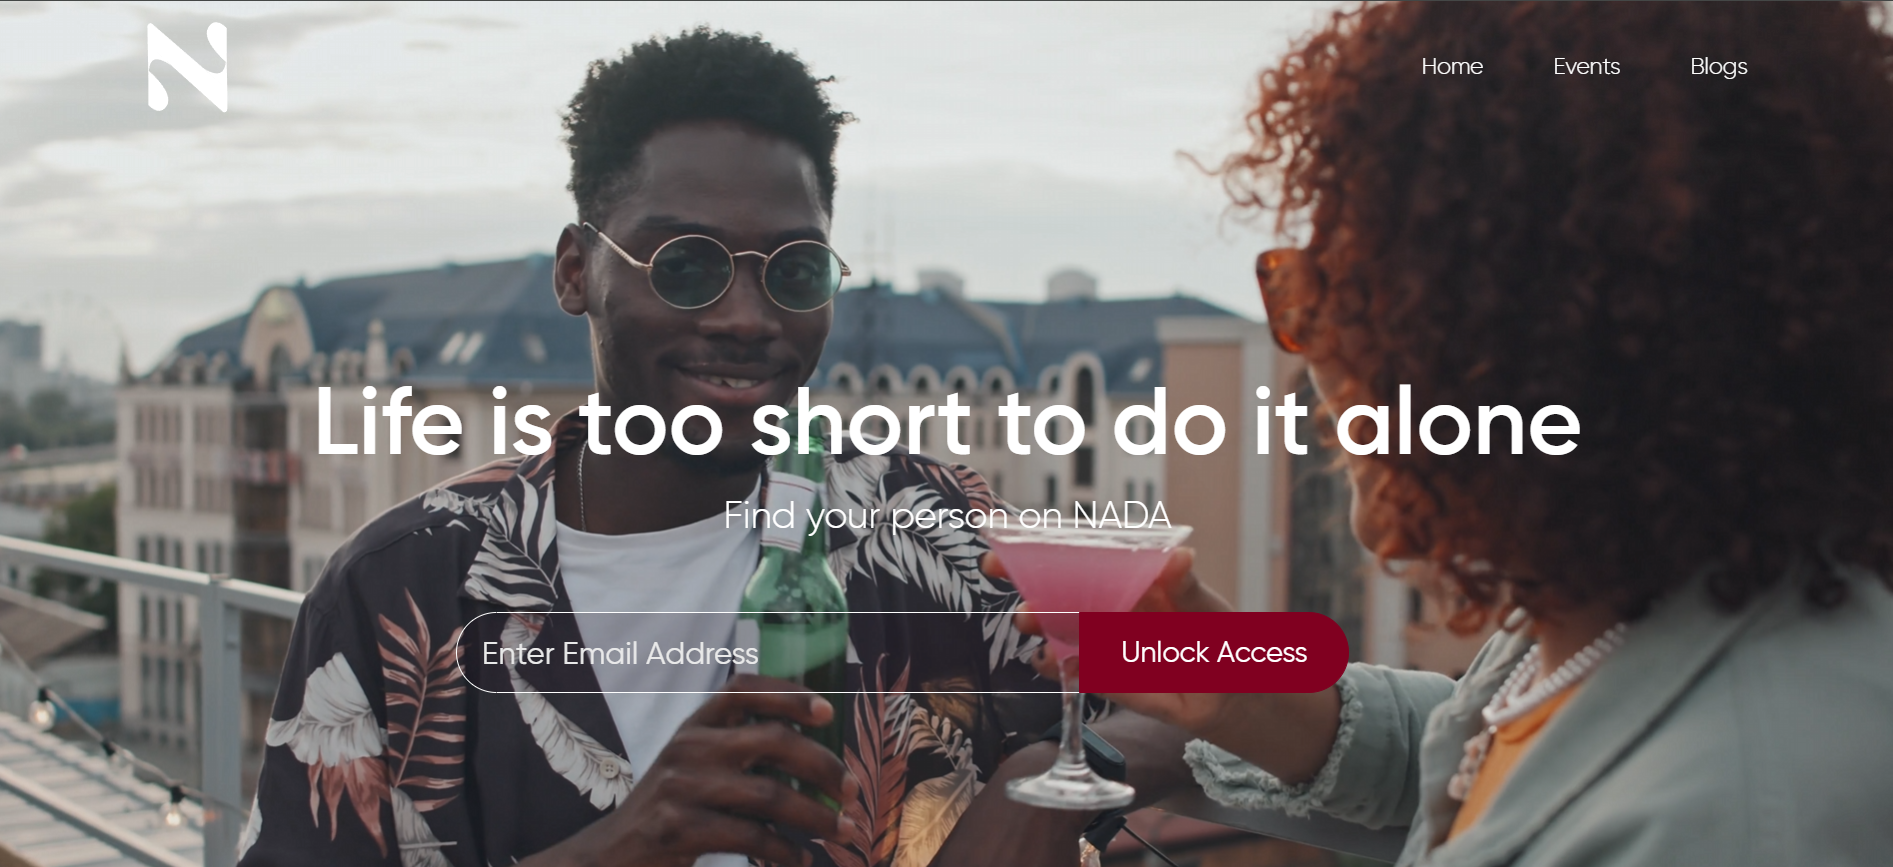 N
Home
Events
Blogs
Life is too short to do it alone
Find your person on NADA
Enter Email Address
Unlock Access